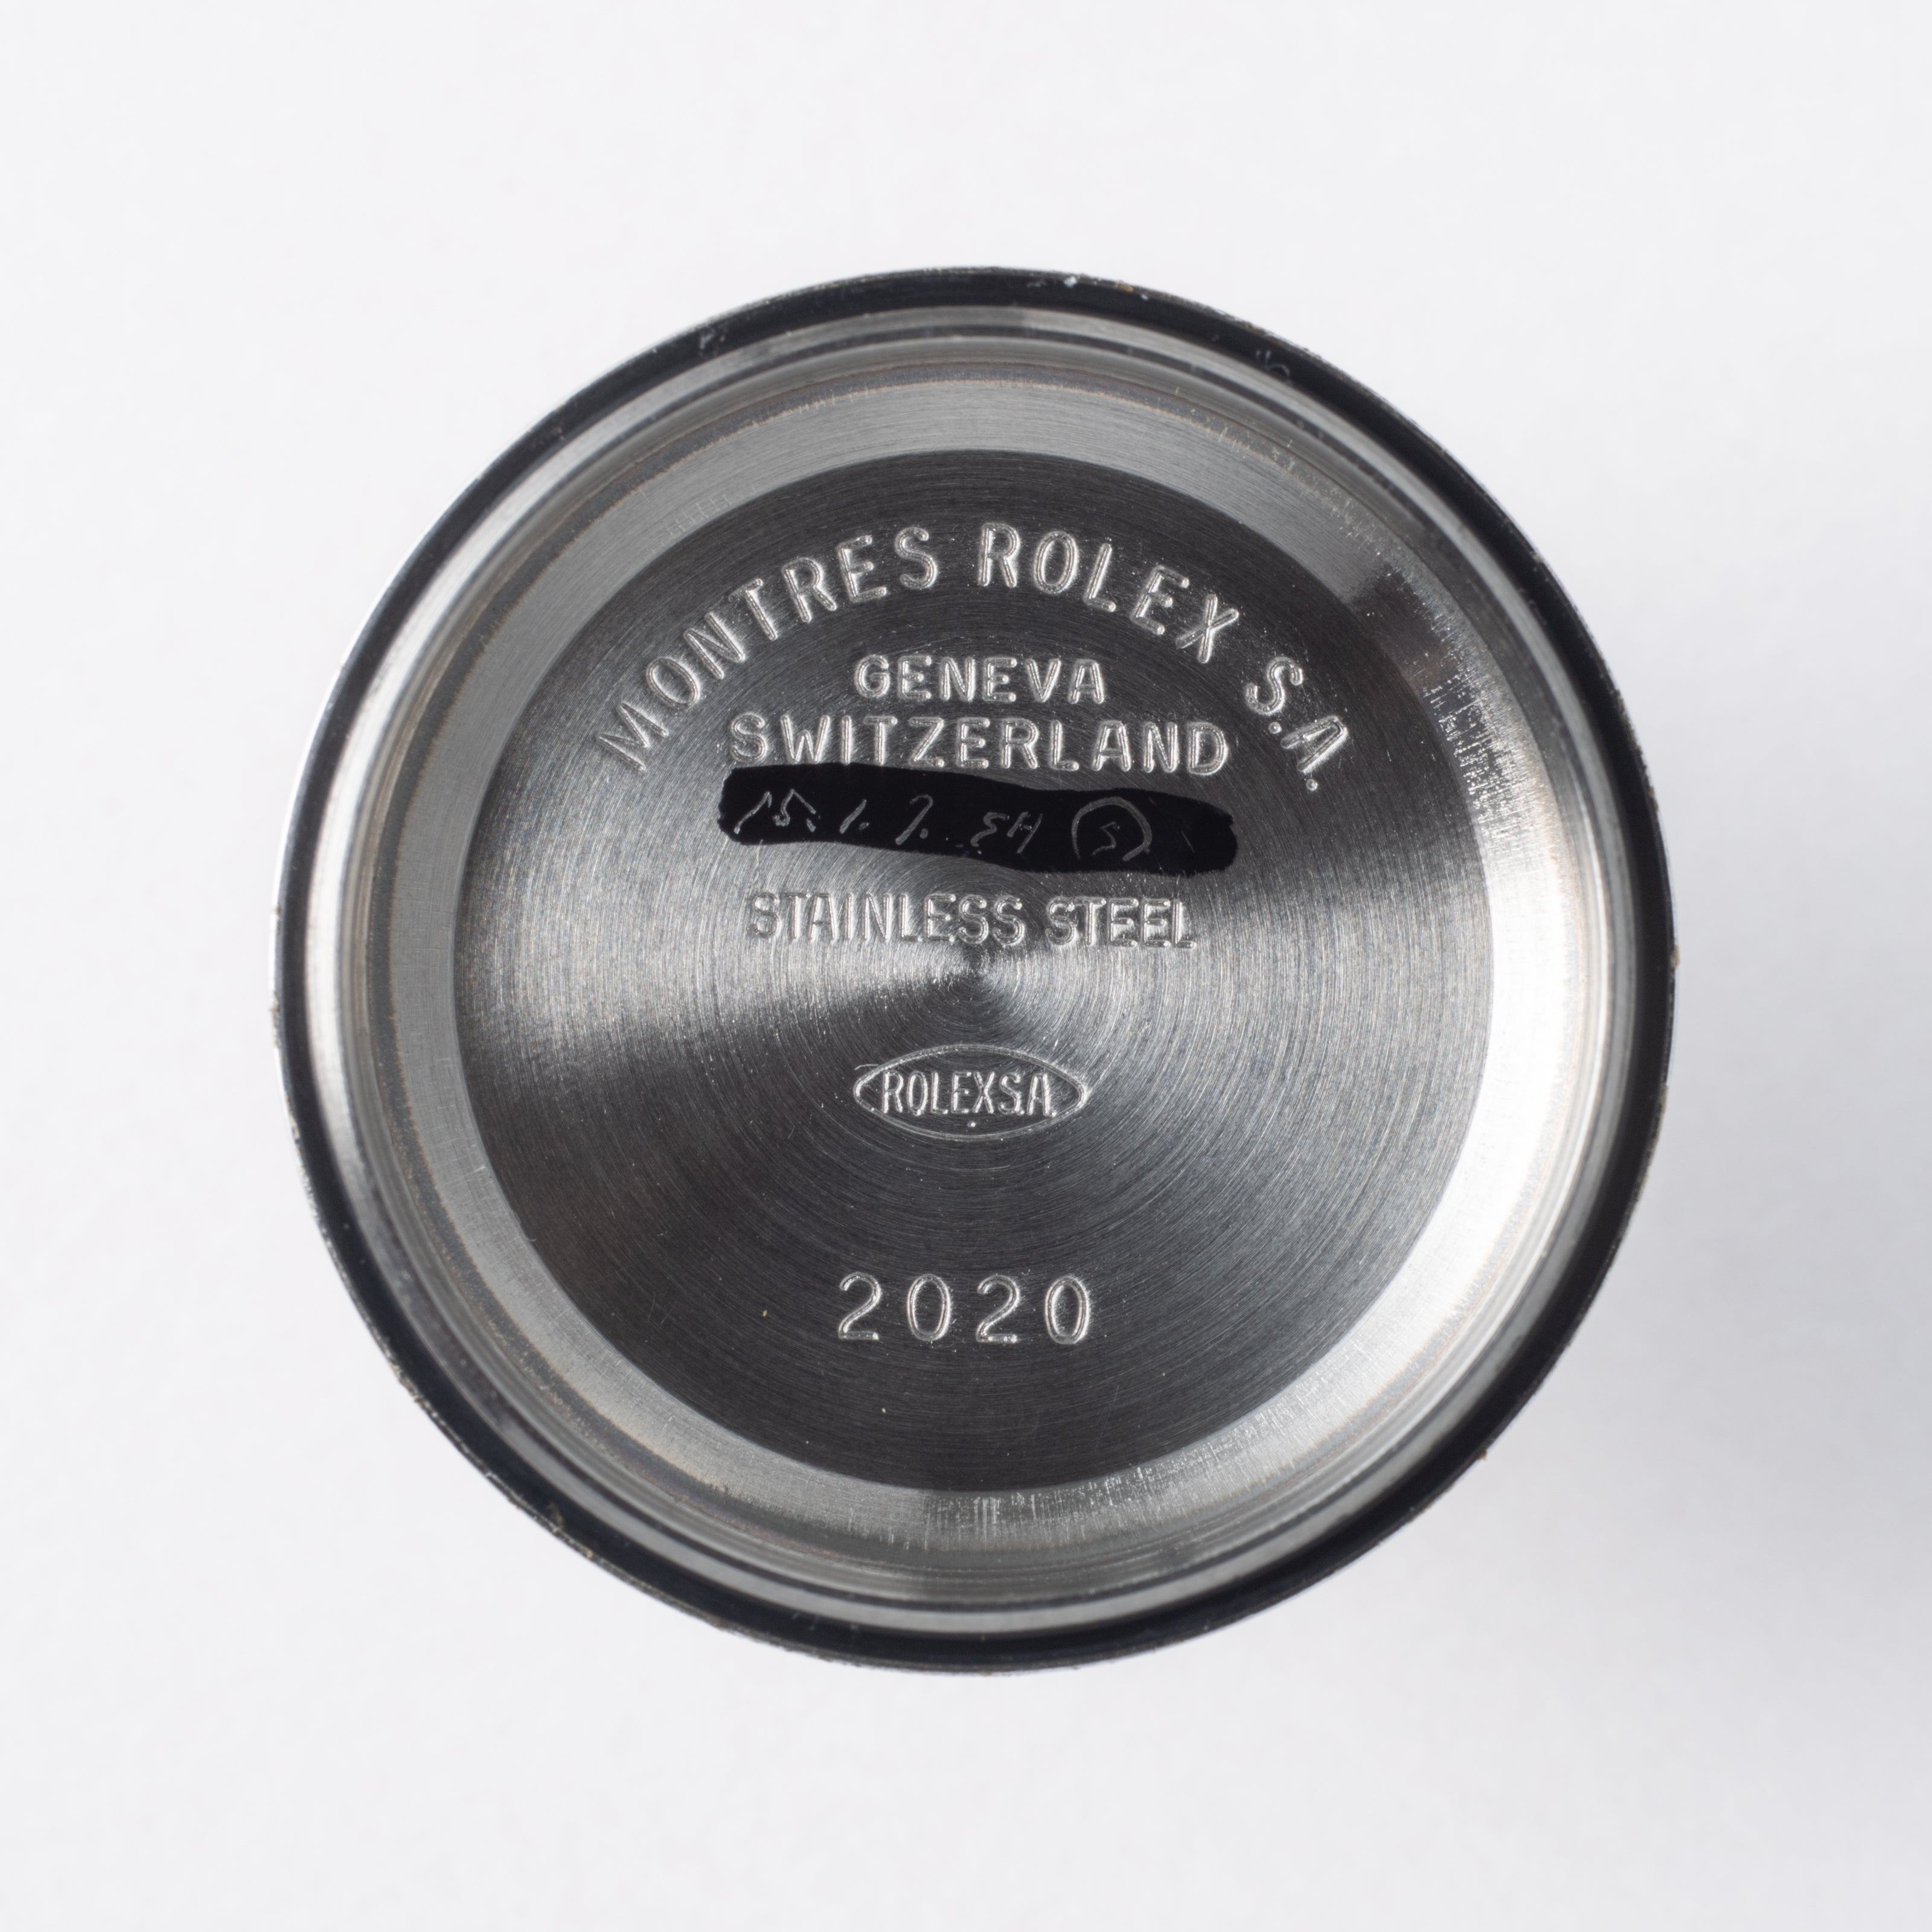 MONTRES ROLEX S.A.
GENEVA
SWITZERLAND
STAINLESS STEEL
ROLEX S.A.
2020